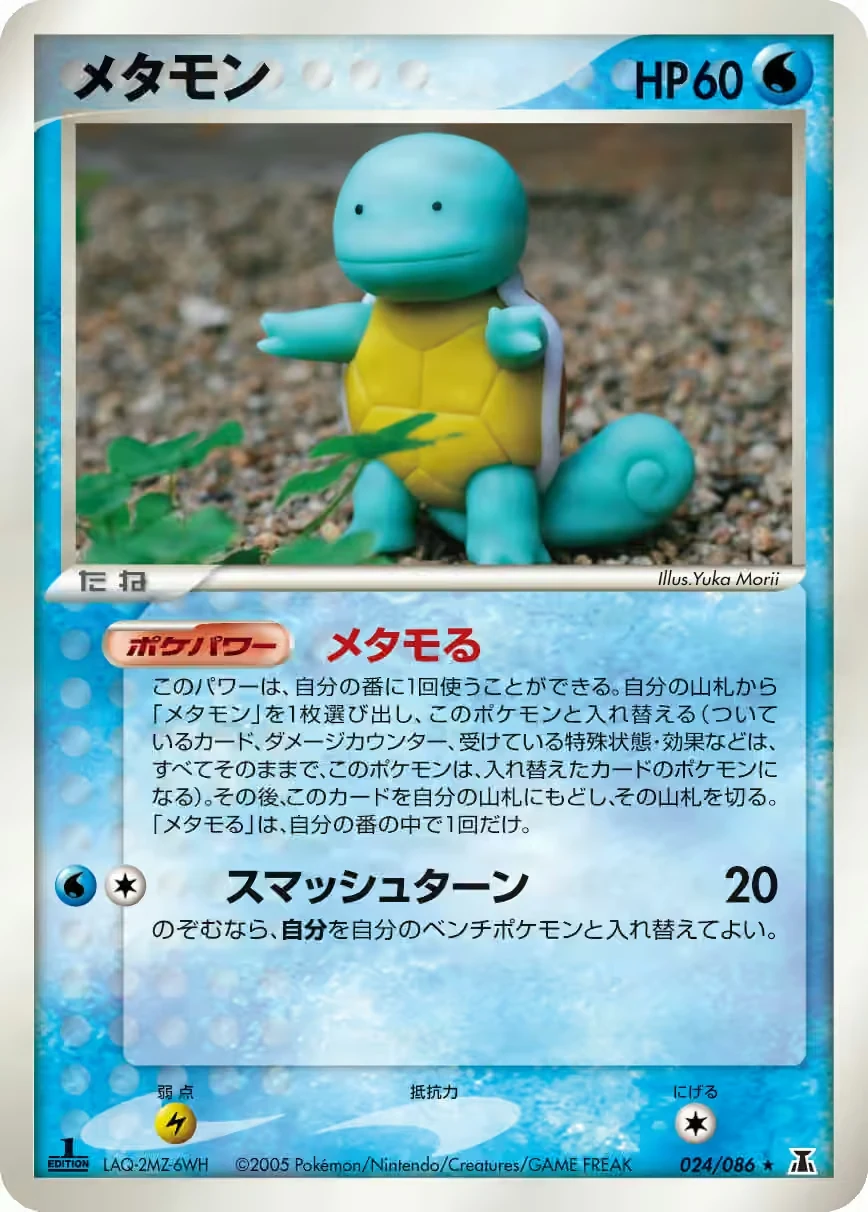 メタモン
HP60
たね
Illus.Yuka Morii
ポケパワー メタモる
このパワーは、自分の番に1回使うことができる。自分の山札から
「メタモン」を1枚選び出し、このポケモンと入れ替える(ついて
いるカード、ダメージカウンター、受けている特殊状態・効果などは、
すべてそのままで、このポケモンは、入れ替えたカードのポケモンに
なる)。その後、このカードを自分の山札にもどし、その山札を切る。
「メタモる」は、自分の番の中で1回だけ。
スマッシュターン 20
のぞむなら、自分を自分のベンチポケモンと入れ替えてよい。
弱点 抵抗力 にげる
1 EDITION LAQ-2MZ-6WH ©2005 Pokémon/Nintendo/Creatures/GAME FREAK 024/086 ★